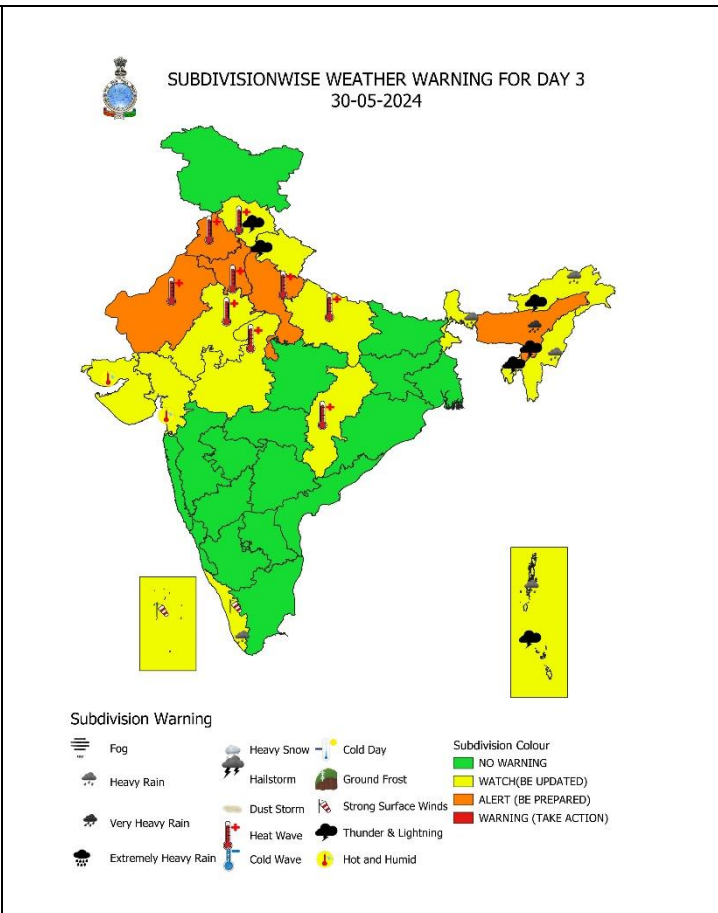 SUBDIVISIONWISE WEATHER WARNING FOR DAY 3
30-05-2024
Subdivision Warning
Fog
Heavy Rain
Very Heavy Rain
Extremely Heavy Rain
Heavy Snow
Hailstorm
Dust Storm
Heat Wave
Cold Wave
Cold Day
Ground Frost
Strong Surface Winds
Thunder & Lightning
Hot and Humid
Subdivision Colour
NO WARNING
WATCH(BE UPDATED)
ALERT (BE PREPARED)
WARNING (TAKE ACTION)